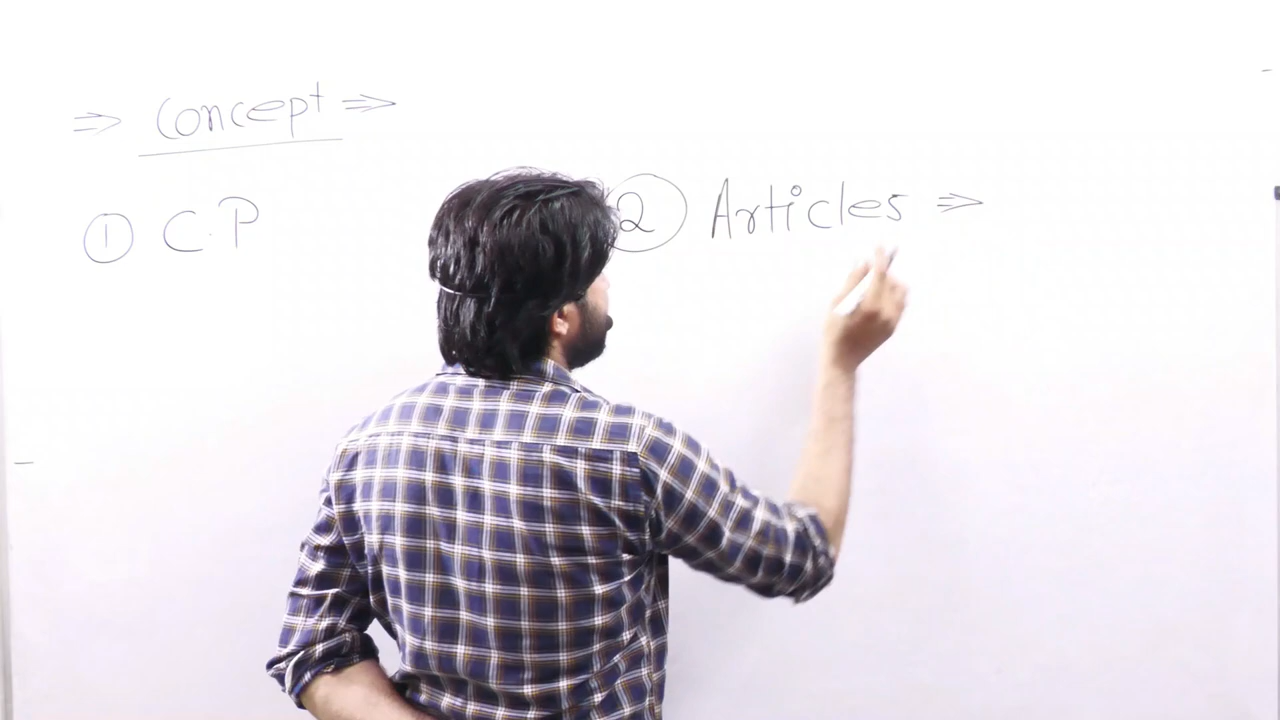 ⇒ Concept ⇒
① C.P
② Articles ⇒